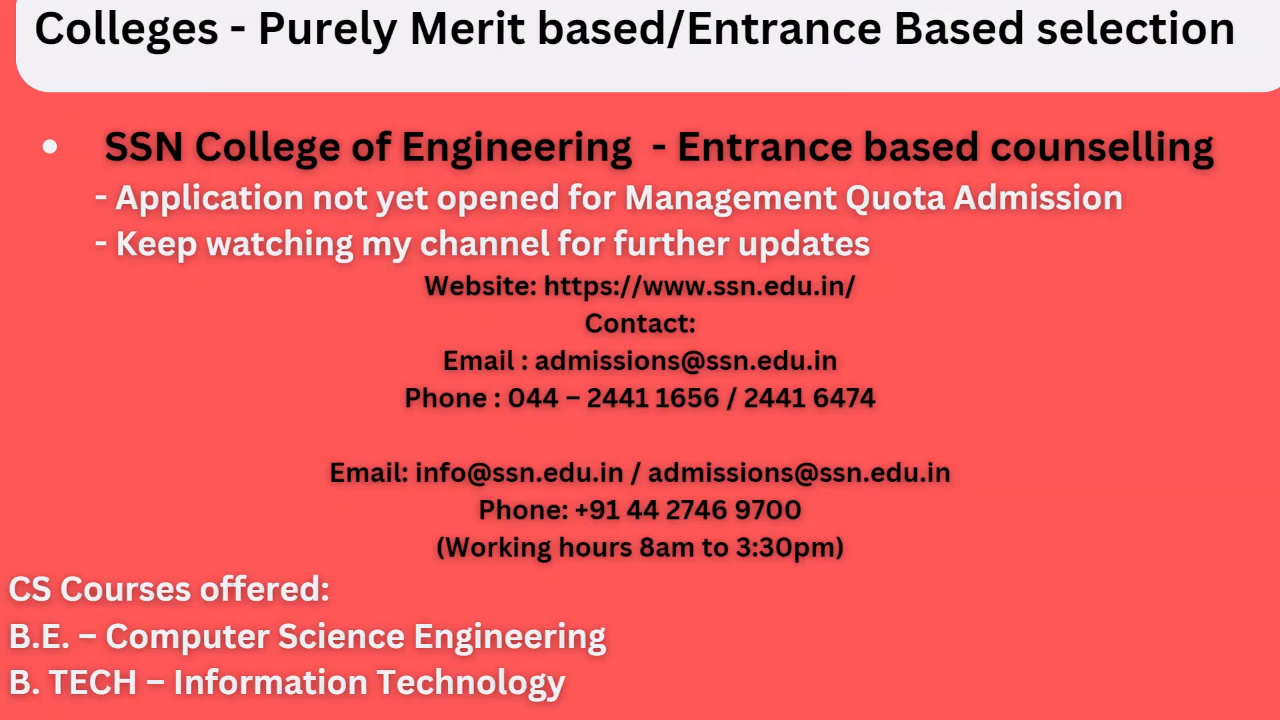 Colleges - Purely Merit based/Entrance Based selection
• SSN College of Engineering - Entrance based counselling
- Application not yet opened for Management Quota Admission
- Keep watching my channel for further updates
Website: https://www.ssn.edu.in/
Contact:
Email : admissions@ssn.edu.in
Phone : 044 – 2441 1656 / 2441 6474
Email: info@ssn.edu.in / admissions@ssn.edu.in
Phone: +91 44 2746 9700
(Working hours 8am to 3:30pm)
CS Courses offered:
B.E. – Computer Science Engineering
B. TECH – Information Technology